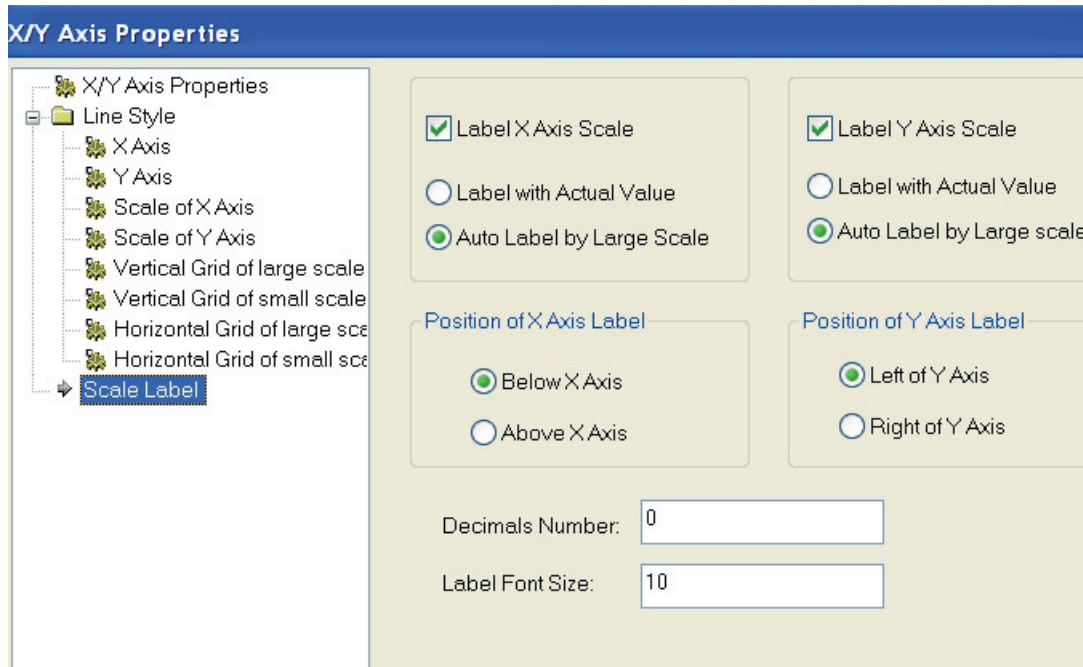 X/Y Axis Properties
X/Y Axis Properties
Line Style
X Axis
Y Axis
Scale of X Axis
Scale of Y Axis
Vertical Grid of large scale
Vertical Grid of small scale
Horizontal Grid of large sca
Horizontal Grid of small sca
Scale Label
Label X Axis Scale
Label with Actual Value
Auto Label by Large Scale
Label Y Axis Scale
Label with Actual Value
Auto Label by Large scale
Position of X Axis Label
Below X Axis
Above X Axis
Position of Y Axis Label
Left of Y Axis
Right of Y Axis
Decimals Number: 0
Label Font Size: 10